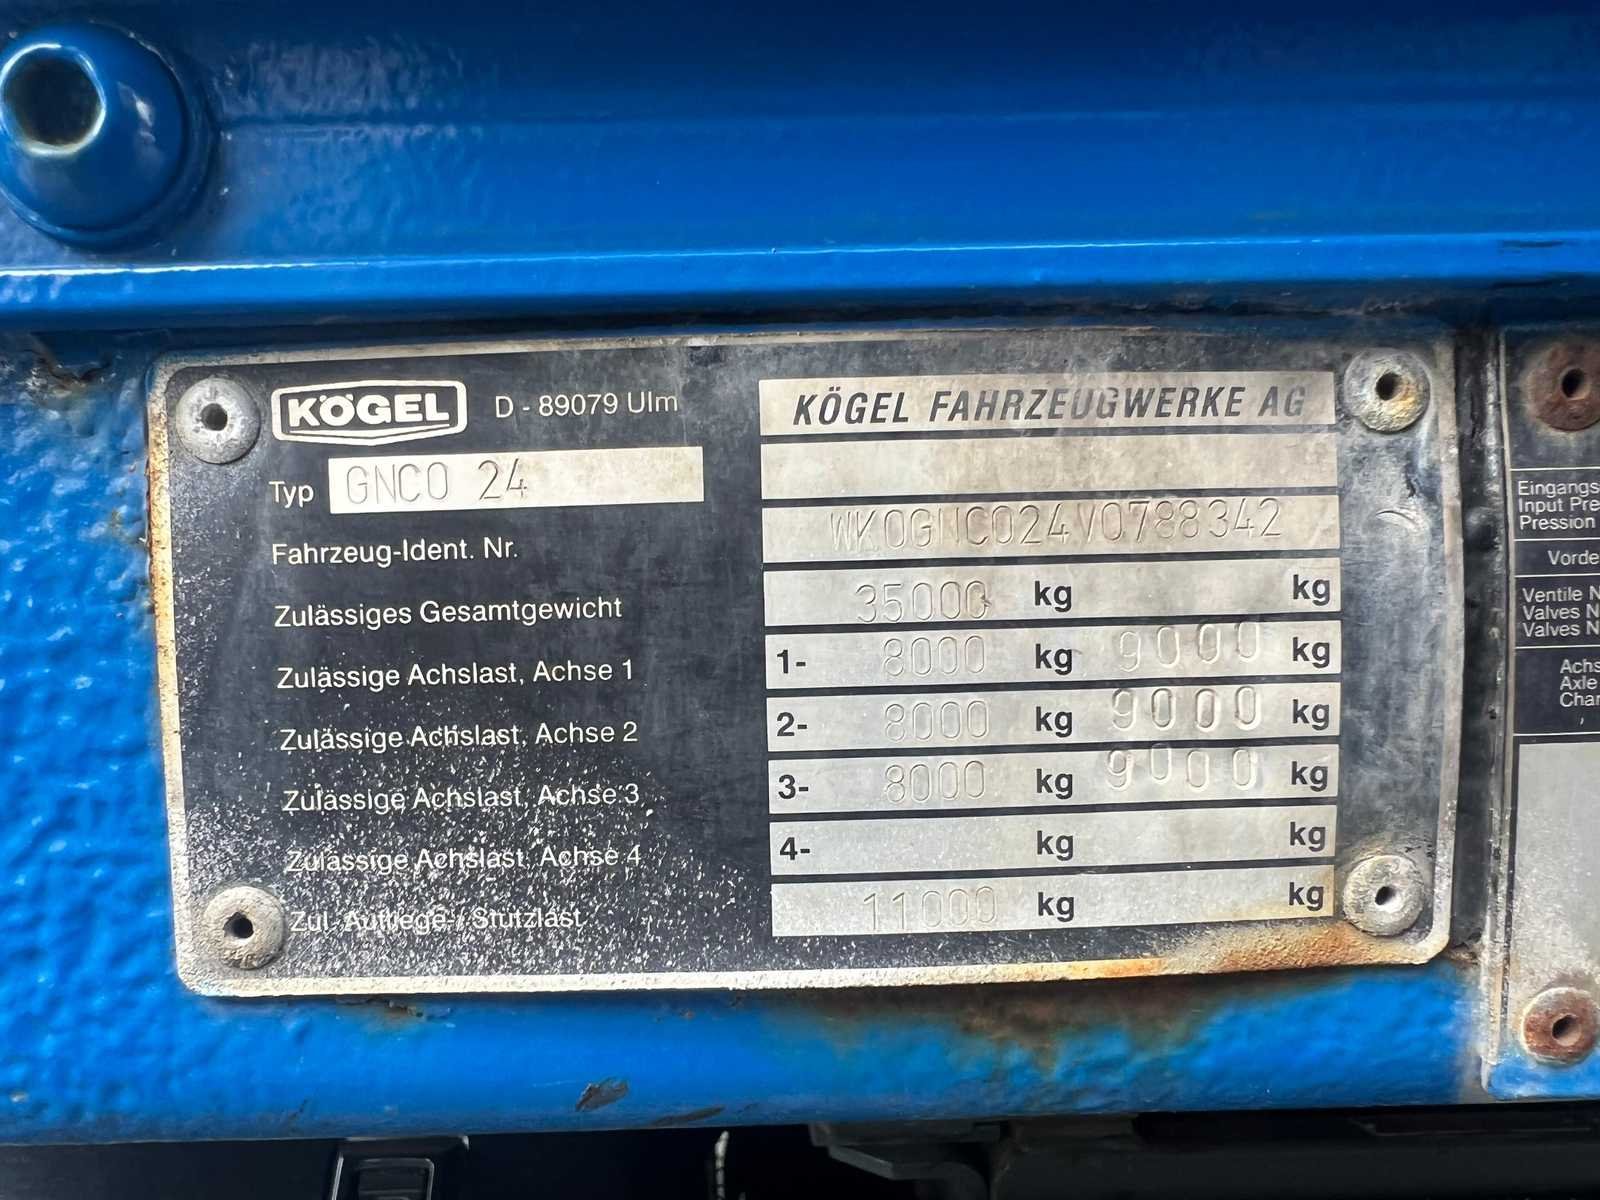 KÖGEL D - 89079 Ulm
KÖGEL FAHRZEUGWERKE AG
Typ GNCO 24
Fahrzeug-Ident. Nr. WK0GNC024V0788342
Zulässiges Gesamtgewicht 35000 kg kg
Zulässige Achslast, Achse 1 1- 8000 kg 9000 kg
Zulässige Achslast, Achse 2 2- 8000 kg 9000 kg
Zulässige Achslast, Achse 3 3- 8000 kg 9000 kg
Zulässige Achslast, Achse 4 4- kg kg
Zul. Auflege-/ Stützlast 11000 kg kg
Eingangs
Input Pre
Pression
Vorde
Ventile N
Valves N
Valves N
Achs
Axle
Char